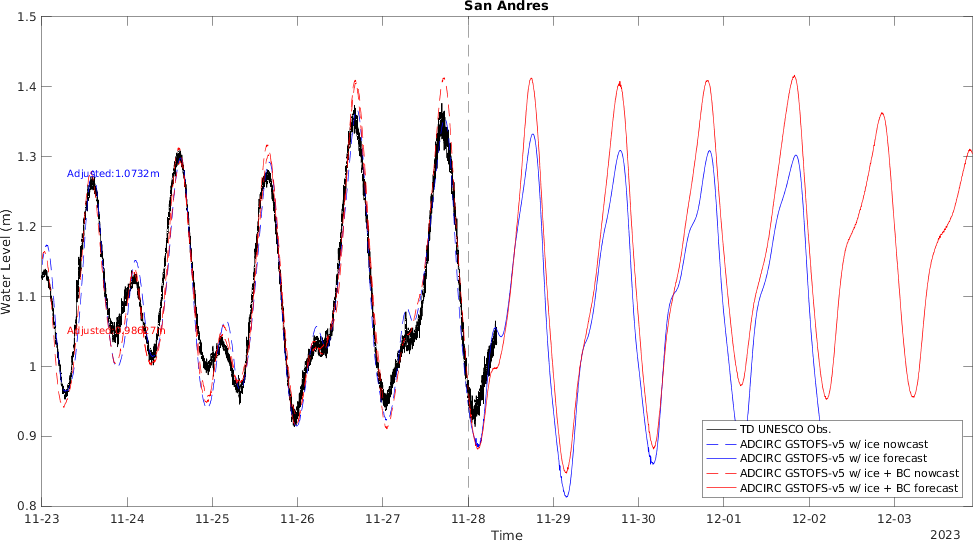 San Andres
1.5
1.4
1.3
1.2
1.1
1
0.9
0.8
Water Level (m)
Adjusted:1.0732m
11-23 11-24 11-25 11-26 11-27 11-28 11-29 11-30 12-01 12-02 12-03
Time
2023
TD UNESCO Obs.
ADCIRC GSTOFS-v5 w/ ice nowcast
ADCIRC GSTOFS-v5 w/ ice forecast
ADCIRC GSTOFS-v5 w/ ice + BC nowcast
ADCIRC GSTOFS-v5 w/ ice + BC forecast